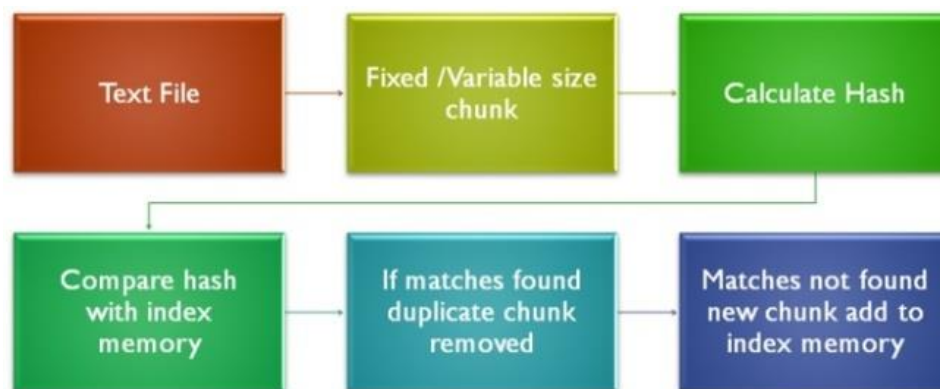 Text File
Fixed /Variable size
chunk
Calculate Hash
Compare hash
with index
memory
If matches found
duplicate chunk
removed
Matches not found
new chunk add to
index memory